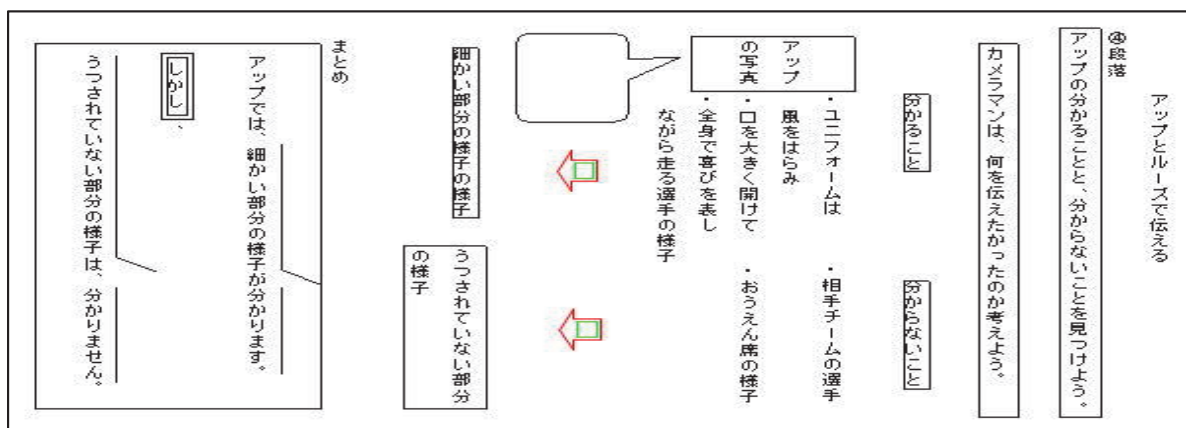 アップとルーズで伝える
④段落
アップの分かることと、分からないことを見つけよう。
カメラマンは、何を伝えたかったのか考えよう。
分かること
分からないこと
アップ
の写真
・ユニフォームは
風をはらみ
・口を大きく開けて
・全身で喜びを表し
ながら走る選手の様子
・相手チームの選手
・おうえん席の様子
細かい部分の様子の様子
うつされていない部分
の様子
まとめ
アップでは、細かい部分の様子が分かります。
しかし、
うつされていない部分の様子は、分かりません。